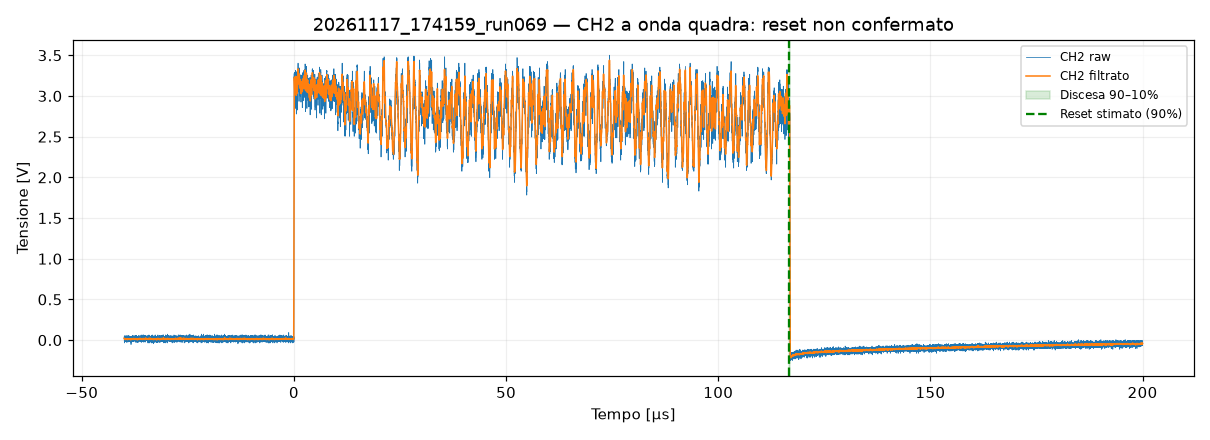 20261117_174159_run069 — CH2 a onda quadra: reset non confermato
CH2 raw
CH2 filtrato
Discesa 90–10%
Reset stimato (90%)
Tensione [V]
3.5
3.0
2.5
2.0
1.5
1.0
0.5
0.0
−50
0
50
100
150
200
Tempo [µs]